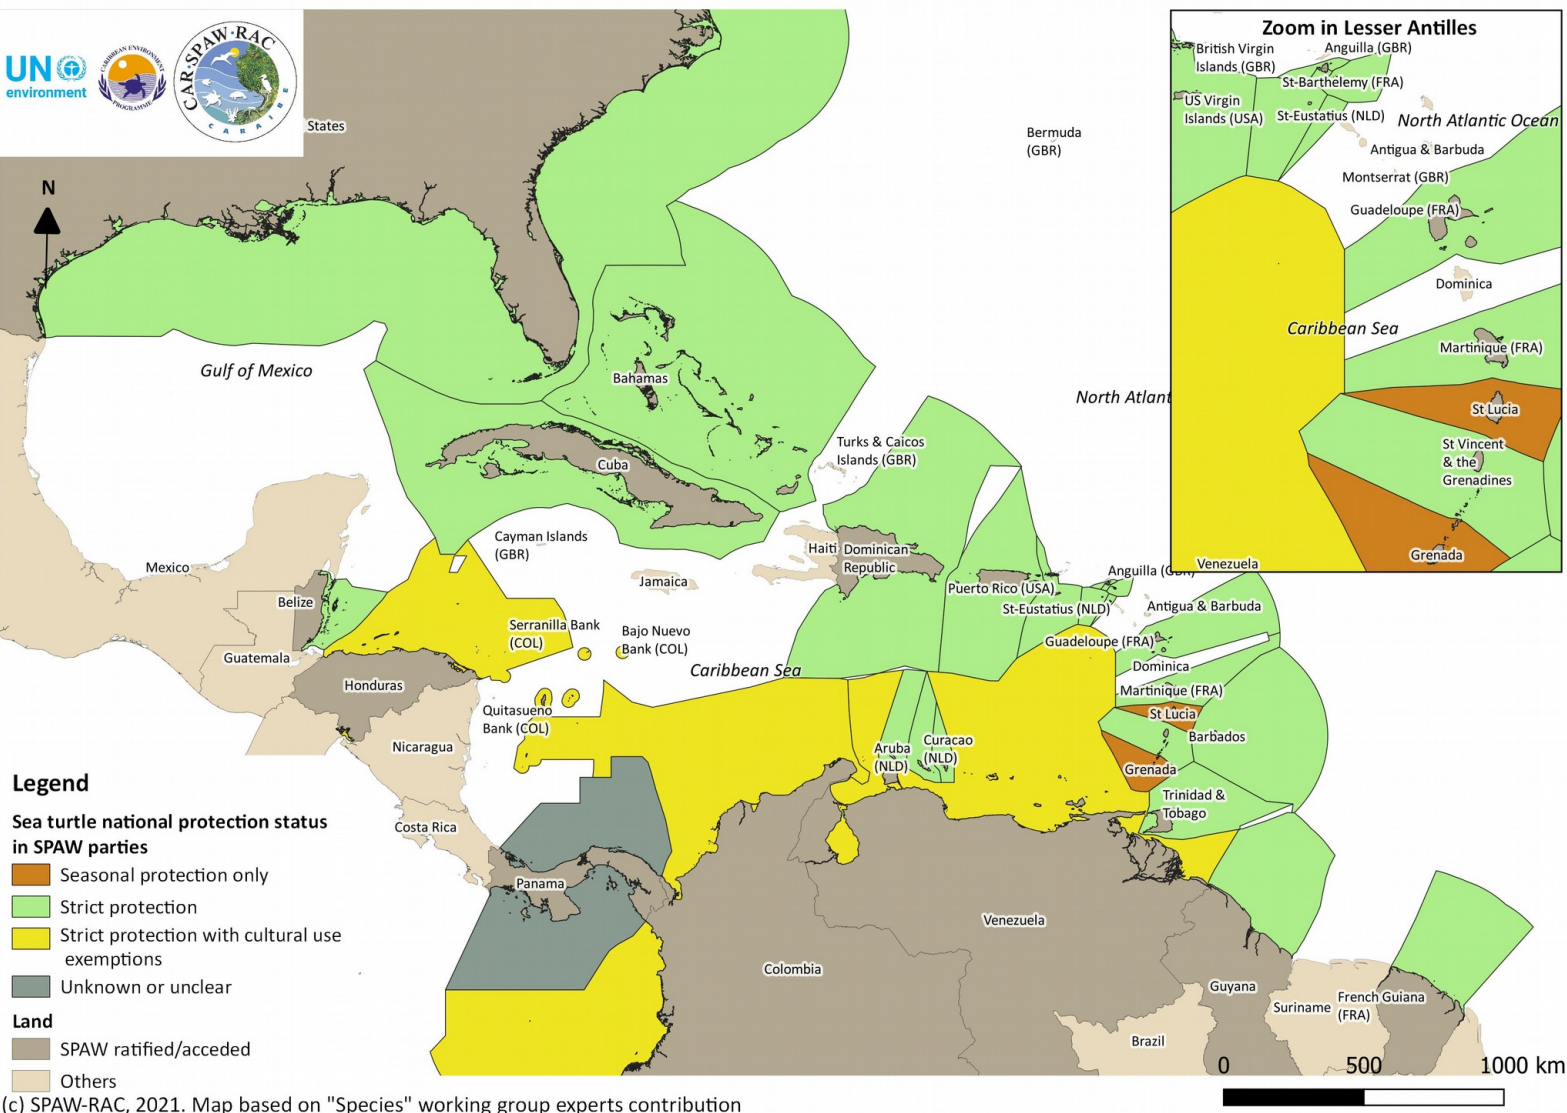 UN
environment
CARIBBEAN ENVIRONMENT
PROGRAMME
CAR-SPAW-RAC
CARAIBE
States
N
Bermuda
(GBR)
Gulf of Mexico
Bahamas
North Atlant
Turks & Caicos
Islands (GBR)
Cuba
Cayman Islands
(GBR)
Haiti
Dominican
Republic
Mexico
Jamaica
Puerto Rico (USA)
Anguilla (GBR)
Belize
St-Eustatius (NLD)
Antigua & Barbuda
Serranilla Bank
(COL)
Bajo Nuevo
Bank (COL)
Guadeloupe (FRA)
Guatemala
Caribbean Sea
Dominica
Honduras
Martinique (FRA)
Quitasueno
Bank (COL)
St Lucia
Nicaragua
Aruba
(NLD)
Curacao
(NLD)
Barbados
Grenada
Trinidad &
Tobago
Costa Rica
Panama
Venezuela
Colombia
Guyana
Suriname
French Guiana
(FRA)
Brazil
Zoom in Lesser Antilles
British Virgin
Islands (GBR)
Anguilla (GBR)
St-Barthelemy (FRA)
US Virgin
Islands (USA)
St-Eustatius (NLD)
North Atlantic Ocean
Antigua & Barbuda
Montserrat (GBR)
Guadeloupe (FRA)
Dominica
Caribbean Sea
Martinique (FRA)
St Lucia
St Vincent
& the
Grenadines
Grenada
Venezuela
Legend
Sea turtle national protection status
in SPAW parties
Seasonal protection only
Strict protection
Strict protection with cultural use
exemptions
Unknown or unclear
Land
SPAW ratified/acceded
Others
0 500 1000 km
(c) SPAW-RAC, 2021. Map based on "Species" working group experts contribution